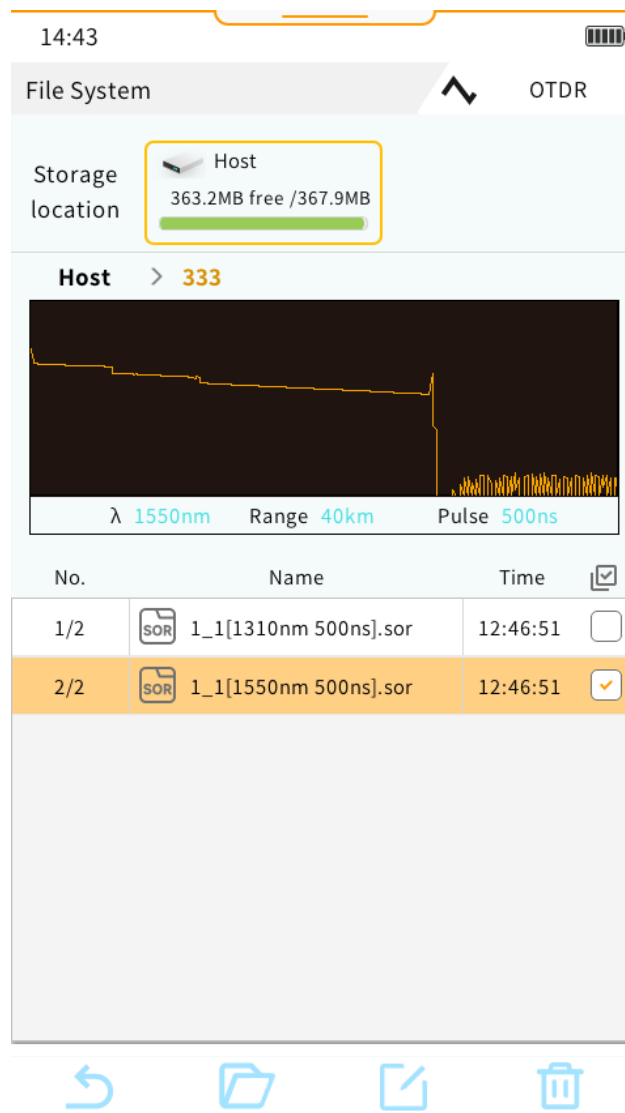 14:43
File System
OTDR
Storage location
Host
363.2MB free /367.9MB
Host > 333
λ 1550nm Range 40km Pulse 500ns
No. Name Time
1/2 SOR 1_1[1310nm 500ns].sor 12:46:51
2/2 SOR 1_1[1550nm 500ns].sor 12:46:51